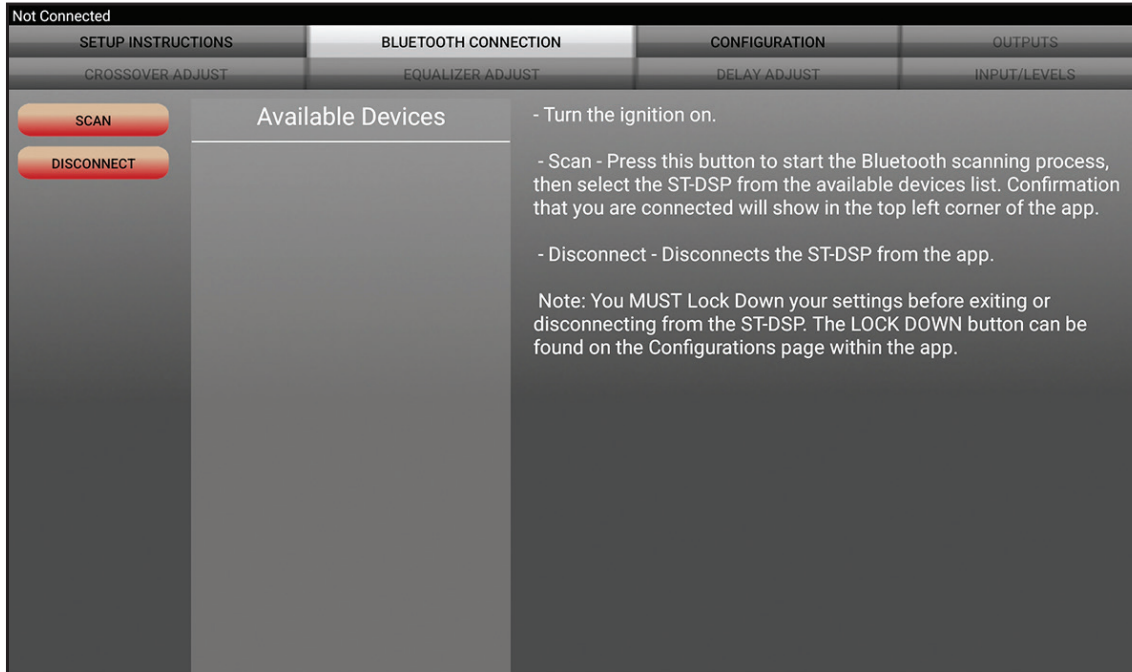 Not Connected
SETUP INSTRUCTIONS
BLUETOOTH CONNECTION
CONFIGURATION
OUTPUTS
CROSSOVER ADJUST
EQUALIZER ADJUST
DELAY ADJUST
INPUT/LEVELS
SCAN
DISCONNECT
Available Devices
- Turn the ignition on.
- Scan - Press this button to start the Bluetooth scanning process,
then select the ST-DSP from the available devices list. Confirmation
that you are connected will show in the top left corner of the app.
- Disconnect - Disconnects the ST-DSP from the app.
Note: You MUST Lock Down your settings before exiting or
disconnecting from the ST-DSP. The LOCK DOWN button can be
found on the Configurations page within the app.